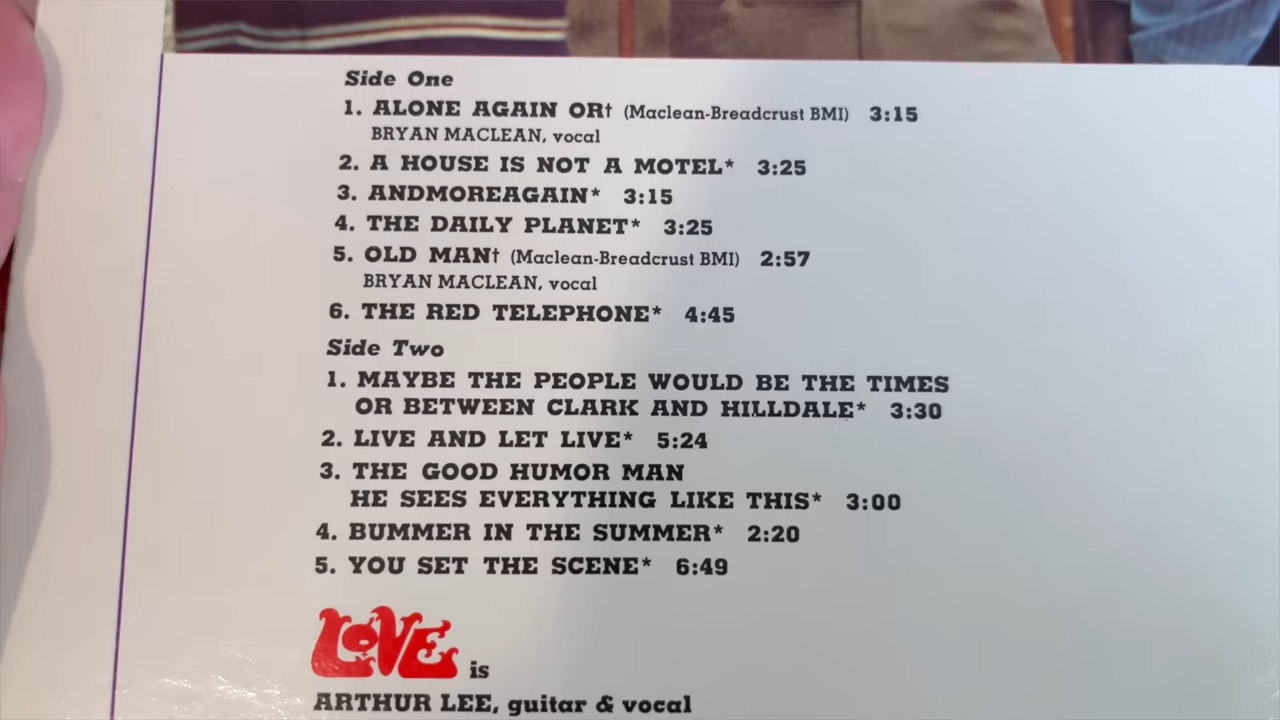 Side One
1. ALONE AGAIN OR† (Maclean-Breadcrust BMI) 3:15
BRYAN MACLEAN, vocal
2. A HOUSE IS NOT A MOTEL* 3:25
3. ANDMOREAGAIN* 3:15
4. THE DAILY PLANET* 3:25
5. OLD MAN† (Maclean-Breadcrust BMI) 2:57
BRYAN MACLEAN, vocal
6. THE RED TELEPHONE* 4:45
Side Two
1. MAYBE THE PEOPLE WOULD BE THE TIMES
OR BETWEEN CLARK AND HILLDALE* 3:30
2. LIVE AND LET LIVE* 5:24
3. THE GOOD HUMOR MAN
HE SEES EVERYTHING LIKE THIS* 3:00
4. BUMMER IN THE SUMMER* 2:20
5. YOU SET THE SCENE* 6:49
LOVE is
ARTHUR LEE, guitar & vocal